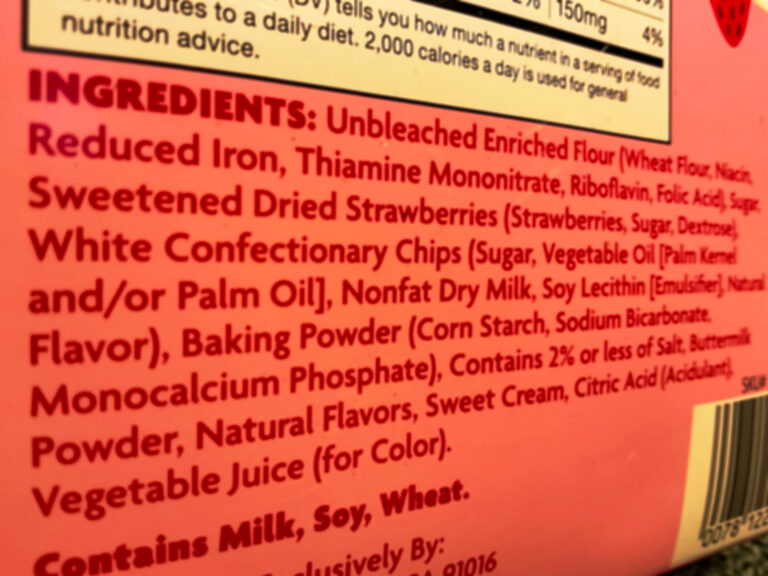 2% 150mg 4%
(DV) tells you how much a nutrient in a serving of food
to a daily diet. 2,000 calories a day is used for general
nutrition advice.
INGREDIENTS: Unbleached Enriched Flour (Wheat Flour, Niacin,
Reduced Iron, Thiamine Mononitrate, Riboflavin, Folic Acid), Sugar,
Sweetened Dried Strawberries (Strawberries, Sugar, Dextrose),
White Confectionary Chips (Sugar, Vegetable Oil [Palm Kernel
and/or Palm Oil], Nonfat Dry Milk, Soy Lecithin [Emulsifier], Natural
Flavor), Baking Powder (Corn Starch, Sodium Bicarbonate,
Monocalcium Phosphate), Contains 2% or less of Salt, Buttermilk
Powder, Natural Flavors, Sweet Cream, Citric Acid (Acidulant),
Vegetable Juice (for Color).
Contains Milk, Soy, Wheat.
SKU#
By:
91016
0078 122